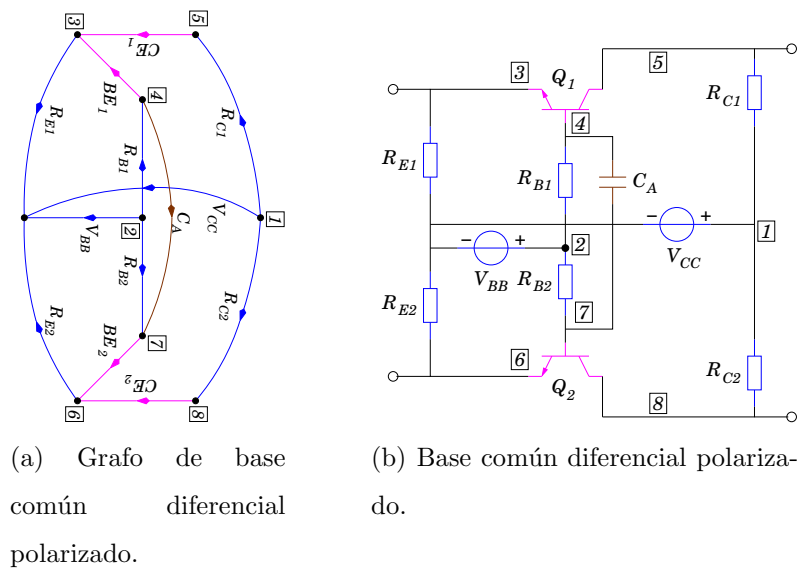 3
5
CE1
BE1
4
RE1
RB1
RC1
CA
VCC
1
2
VBB
RB2
RE2
RC2
BE2
7
CE2
6
8
3
Q1
5
4
RC1
RE1
RB1
CA
− + 1
2
− +
VCC
VBB RB2
RE2
7
6
RC2
Q2
8
(a) Grafo de base
común diferencial
polarizado.
(b) Base común diferencial polariza-
do.